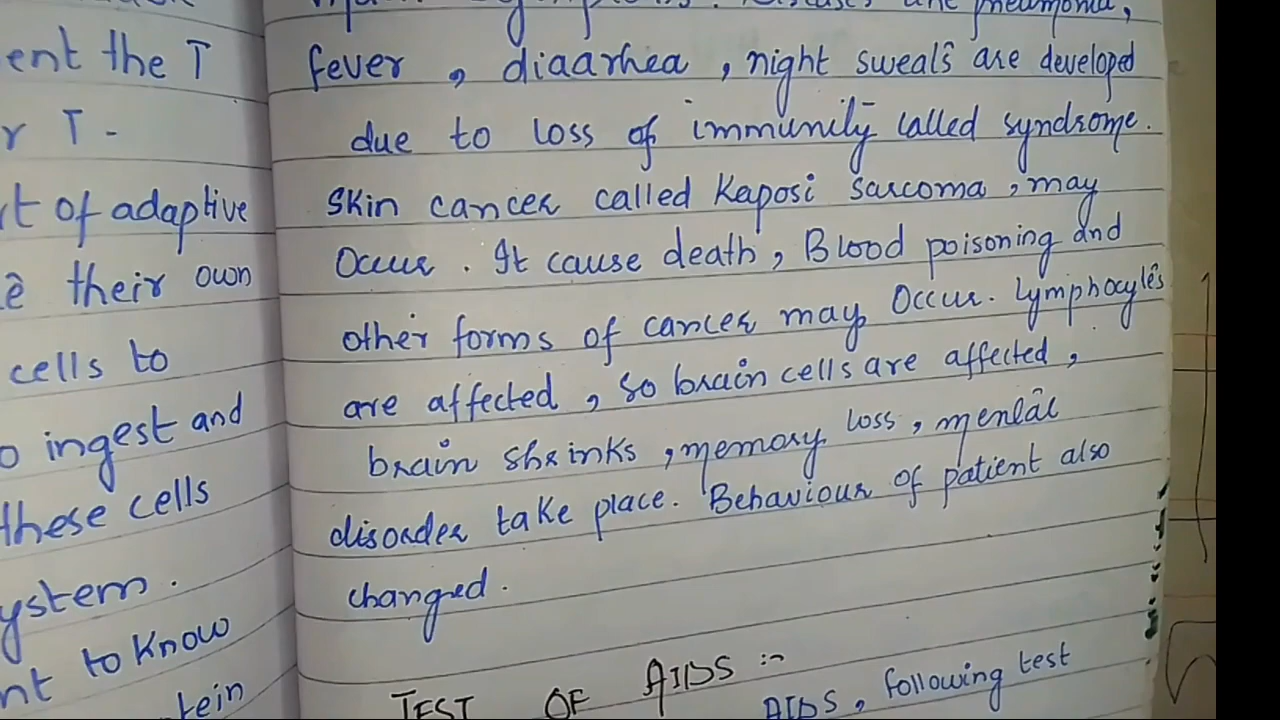 ent the T
r T -
rt of adaptive
e their own
cells to
o ingest and
these cells
ystem.
nt to know
tein
pneumonia,
fever , diaarhea , night sweats are developed
due to loss of immunity called syndrome.
Skin cancer called Kaposi Sarcoma , may
Occur . It cause death , Blood poisoning and
other forms of cancer may Occur. Lymphocytes
are affected , so brain cells are affected ,
brain shrinks , memory loss , mental
disorder take place. Behaviour of patient also
changed.
TEST OF AIDS :-
AIDS , following test